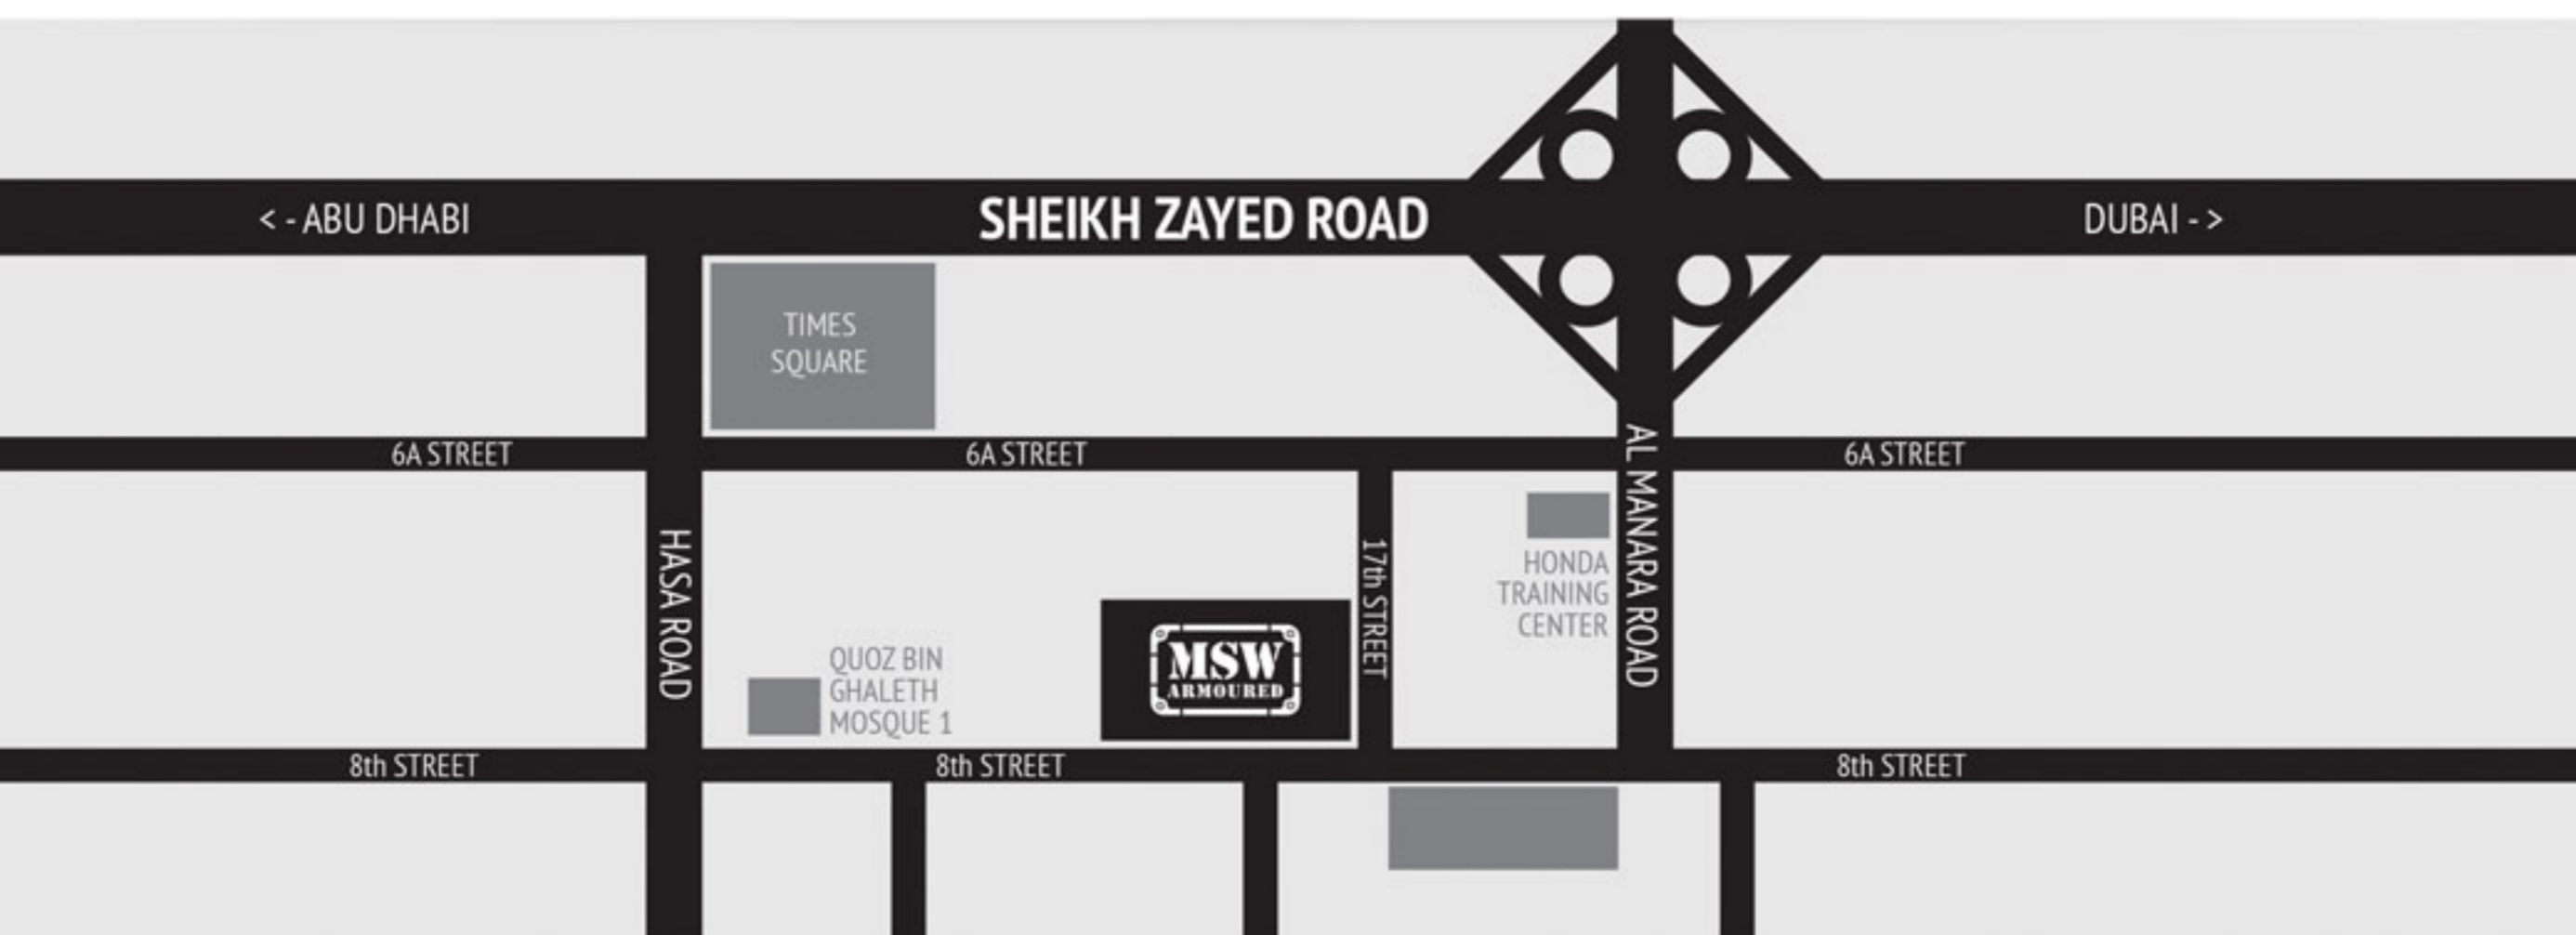 < - ABU DHABI
SHEIKH ZAYED ROAD
DUBAI - >
TIMES
SQUARE
6A STREET
6A STREET
6A STREET
HASA ROAD
17th STREET
AL MANARA ROAD
HONDA
TRAINING
CENTER
QUOZ BIN
GHALETH
MOSQUE 1
MSW
ARMOURED
8th STREET
8th STREET
8th STREET